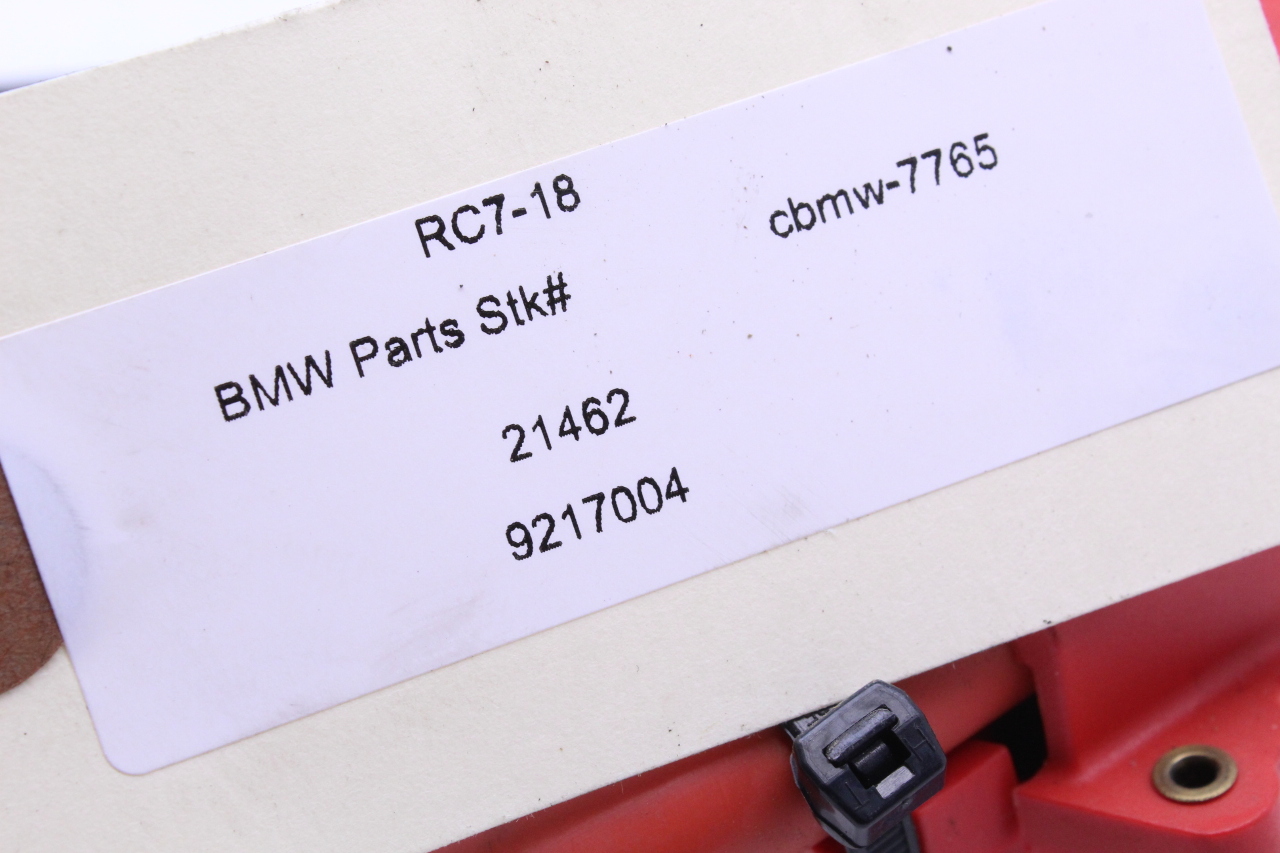 RC7-18
cbmw-7765
BMW Parts Stk#
21462
9217004